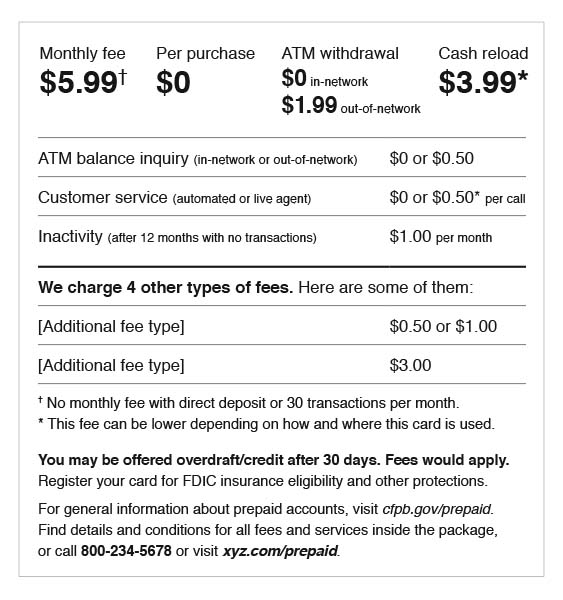 Monthly fee Per purchase ATM withdrawal Cash reload
$5.99† $0 $0 in-network $3.99*
$1.99 out-of-network
ATM balance inquiry (in-network or out-of-network) $0 or $0.50
Customer service (automated or live agent) $0 or $0.50* per call
Inactivity (after 12 months with no transactions) $1.00 per month
We charge 4 other types of fees. Here are some of them:
[Additional fee type] $0.50 or $1.00
[Additional fee type] $3.00
† No monthly fee with direct deposit or 30 transactions per month.
* This fee can be lower depending on how and where this card is used.
You may be offered overdraft/credit after 30 days. Fees would apply.
Register your card for FDIC insurance eligibility and other protections.
For general information about prepaid accounts, visit cfpb.gov/prepaid.
Find details and conditions for all fees and services inside the package,
or call 800-234-5678 or visit xyz.com/prepaid.